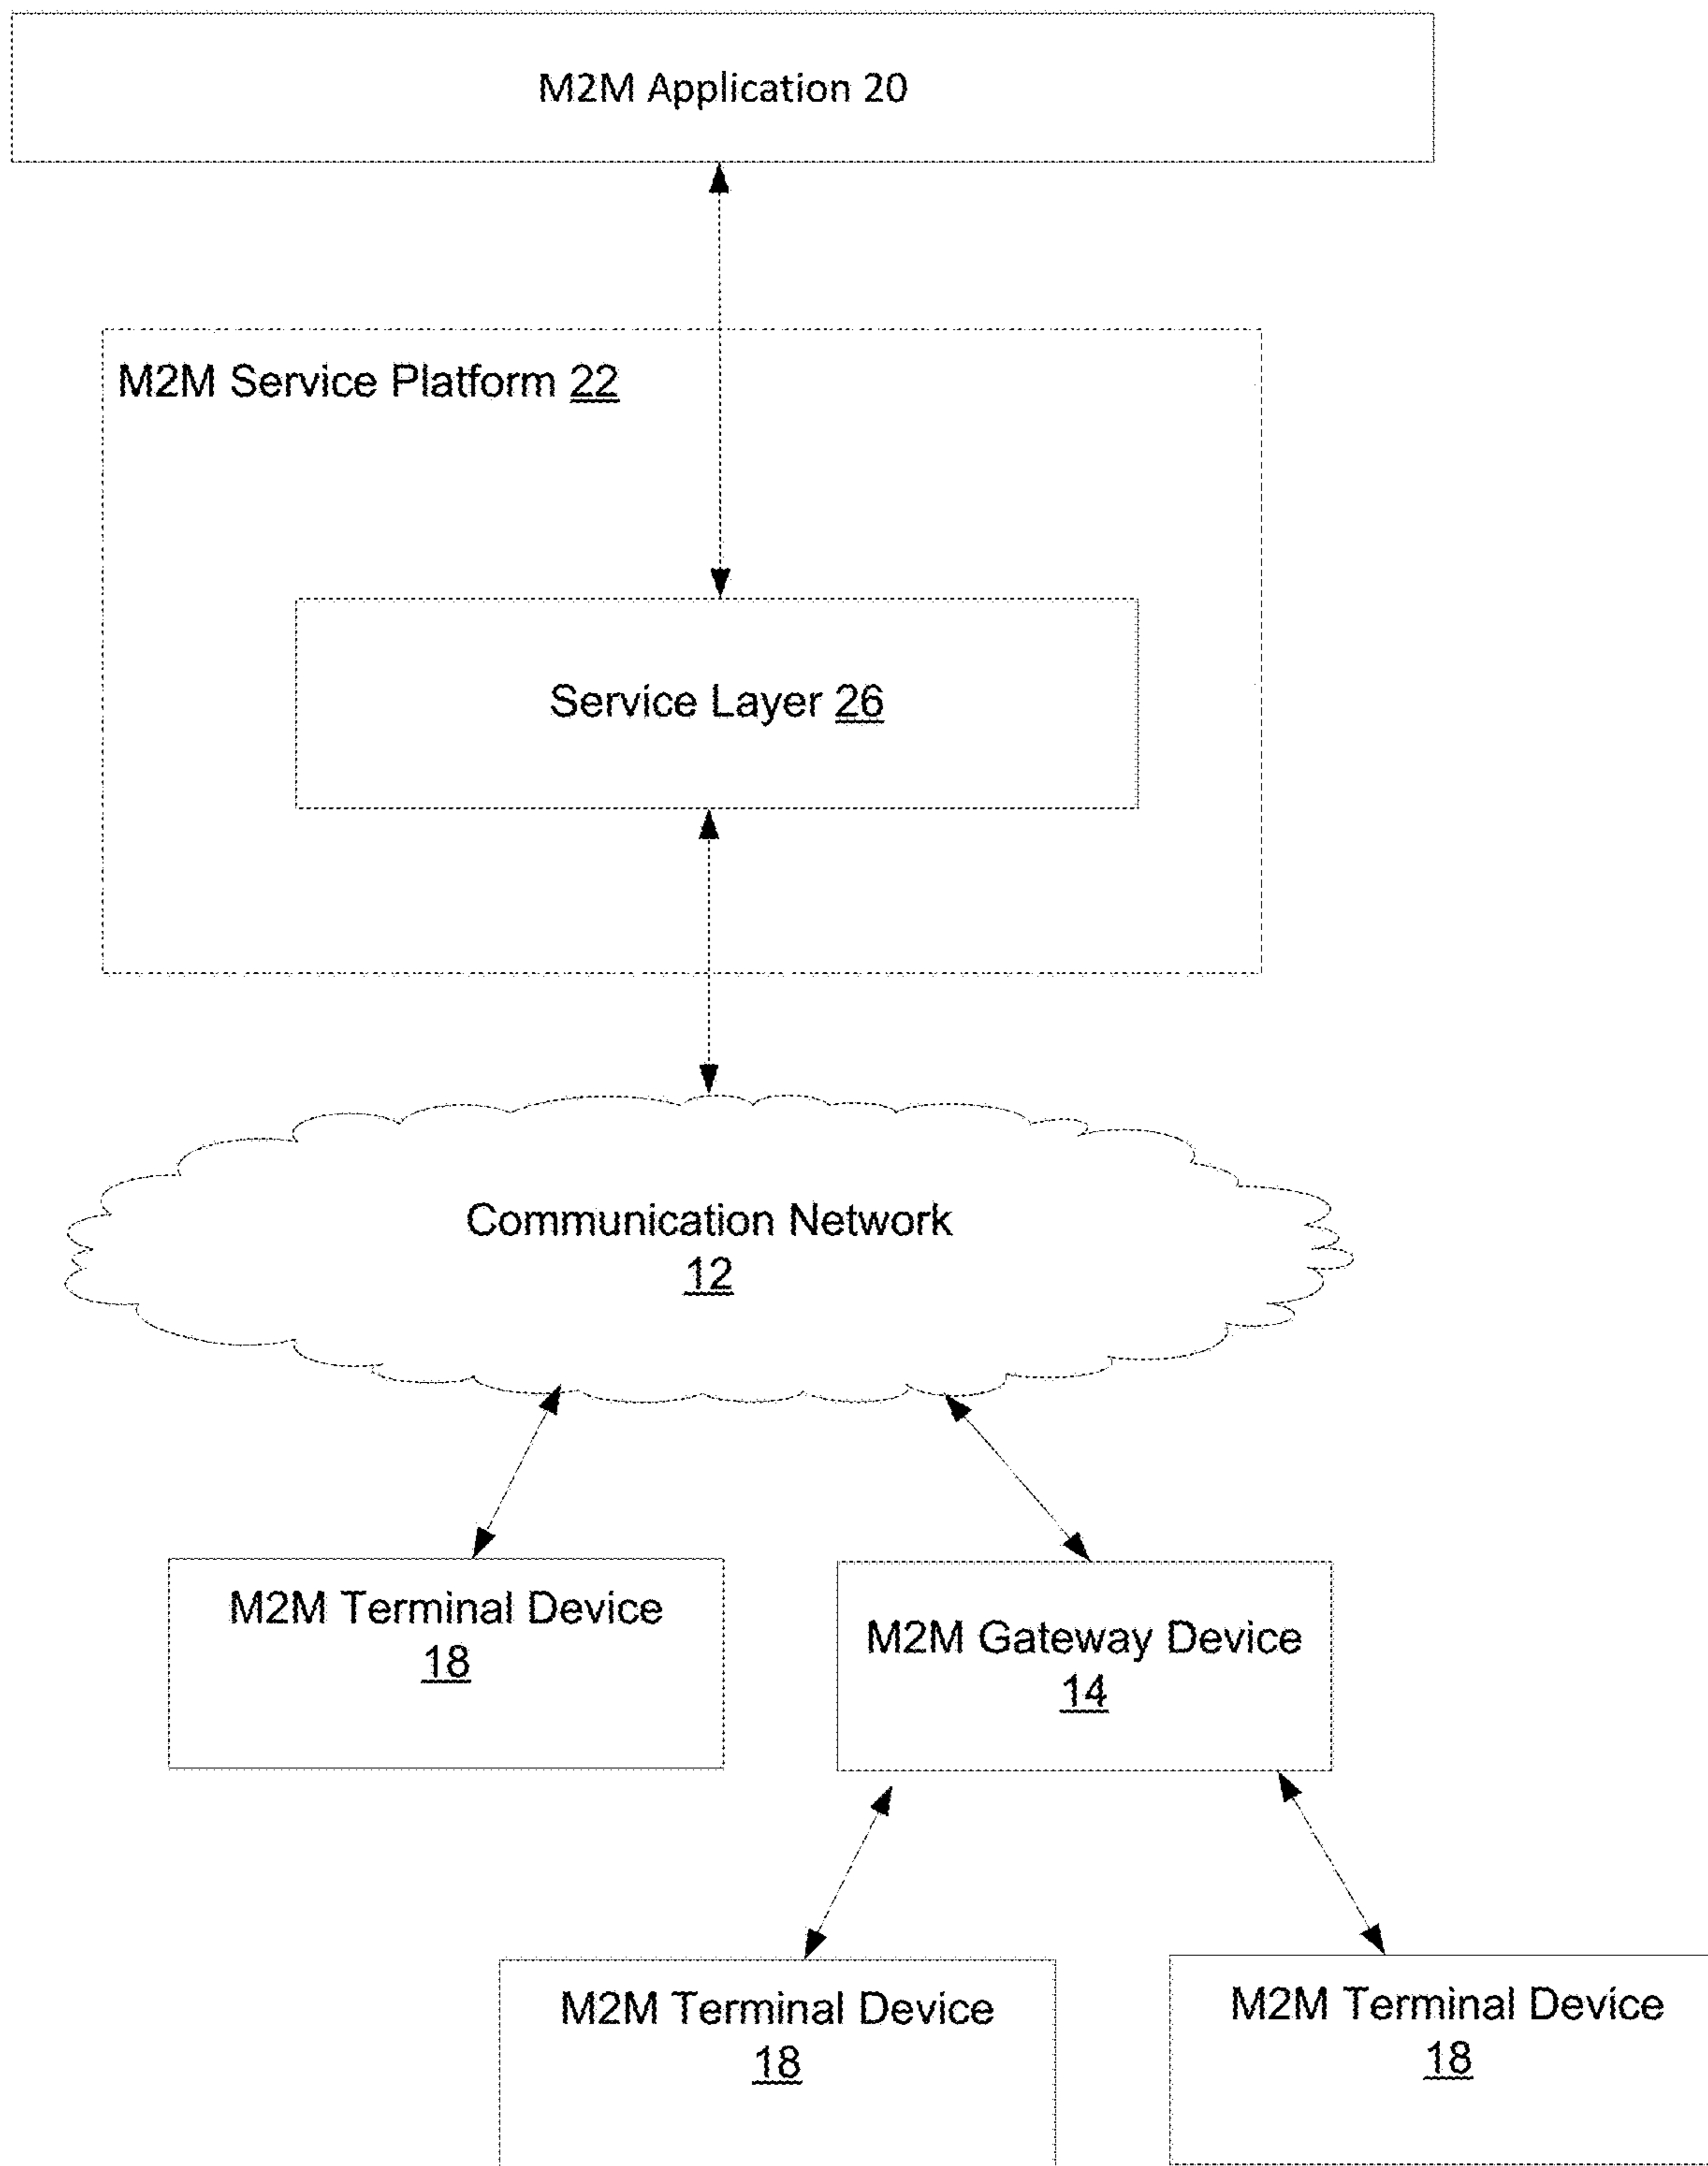 M2M Application 20
M2M Service Platform 22
Service Layer 26
Communication Network
12
M2M Terminal Device
18
M2M Gateway Device
14
M2M Terminal Device
18
M2M Terminal Device
18